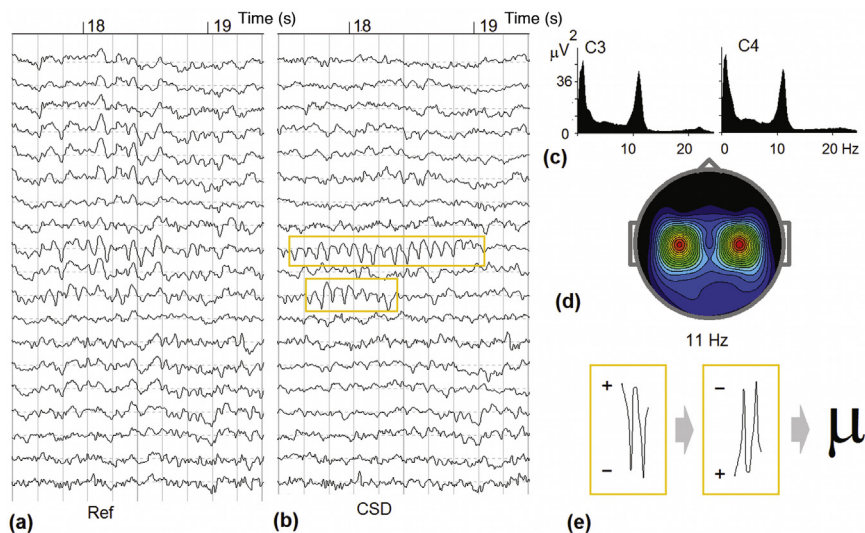 18
19
Time (s)
18
19
Time (s)
Ref
(a)
CSD
(b)
μV²
36
0
C3
10
20
C4
0
10
20 Hz
(c)
(d)
11 Hz
+
−
−
+
μ
(e)